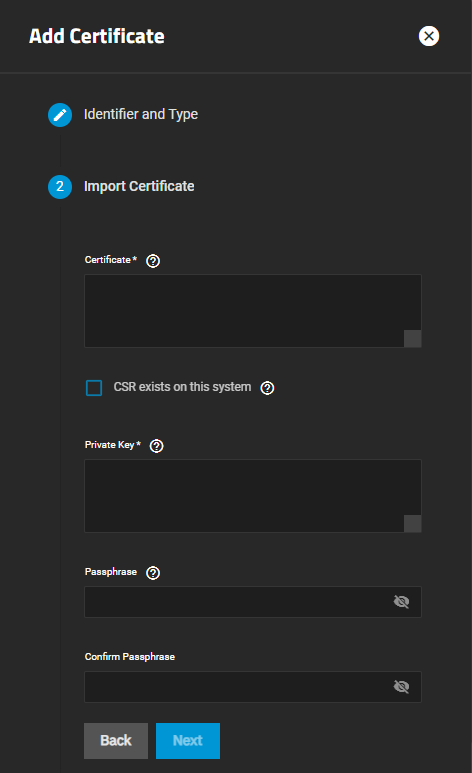 Add Certificate
Identifier and Type
2 Import Certificate
Certificate *
CSR exists on this system
Private Key *
Passphrase
Confirm Passphrase
Back Next